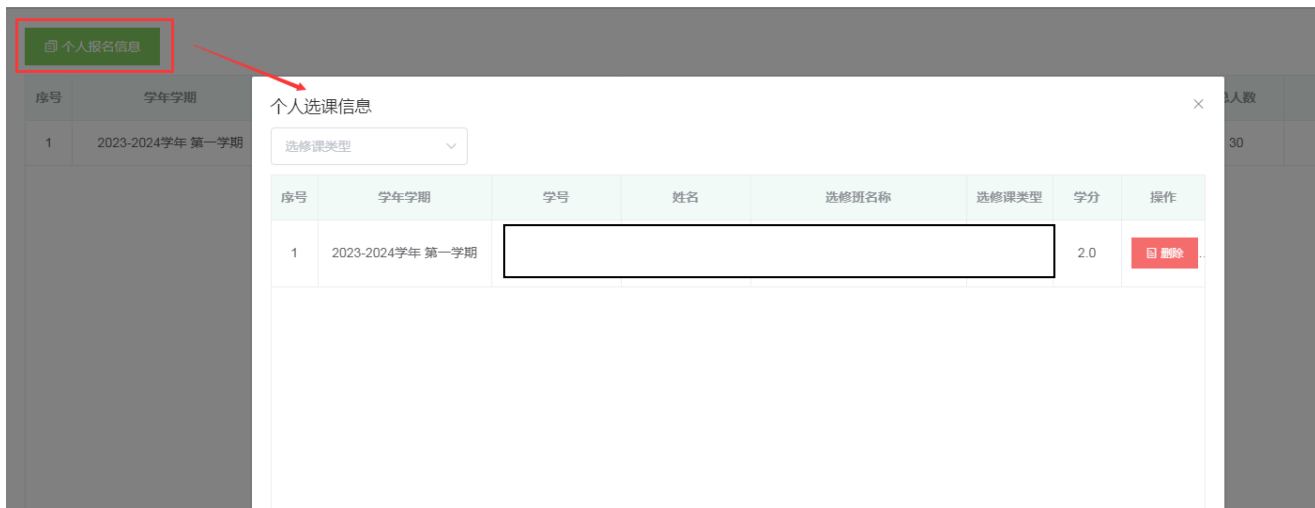 个人报名信息
序号 学年学期 总人数
1 2023-2024学年 第一学期 30
个人选课信息
选修课类型
序号 学年学期 学号 姓名 选修班名称 选修课类型 学分 操作
1 2023-2024学年 第一学期 2.0 删除